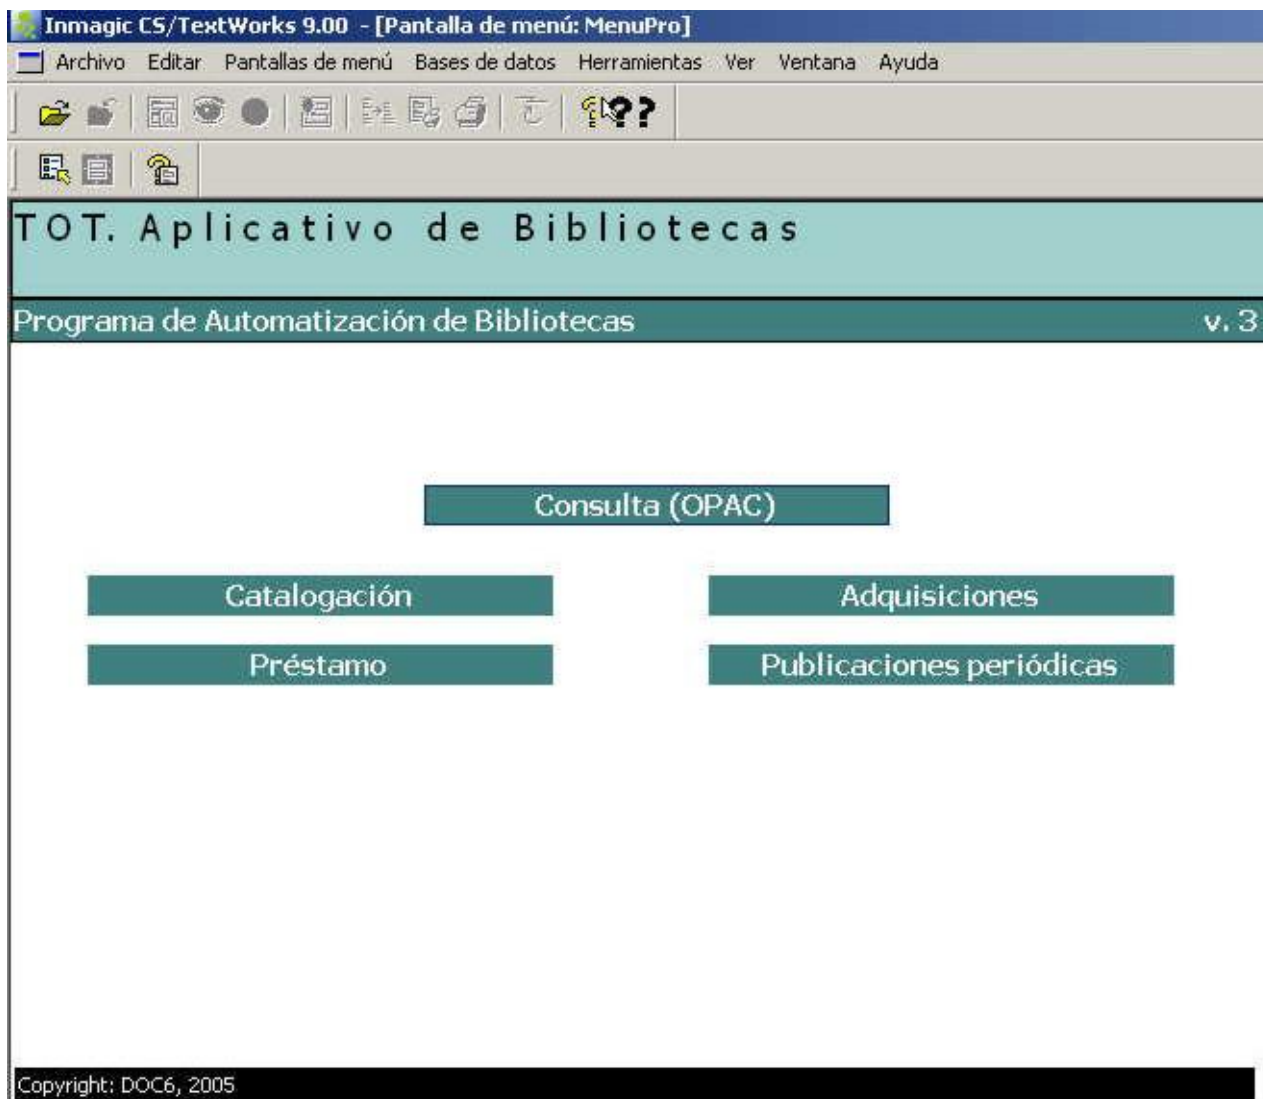 Inmagic CS/TextWorks 9.00 - [Pantalla de menú: MenuPro]
Archivo Editar Pantallas de menú Bases de datos Herramientas Ver Ventana Ayuda
TOT. Aplicativo de Bibliotecas
Programa de Automatización de Bibliotecas v. 3
Consulta (OPAC)
Catalogación Adquisiciones
Préstamo Publicaciones periódicas
Copyright: DOC6, 2005